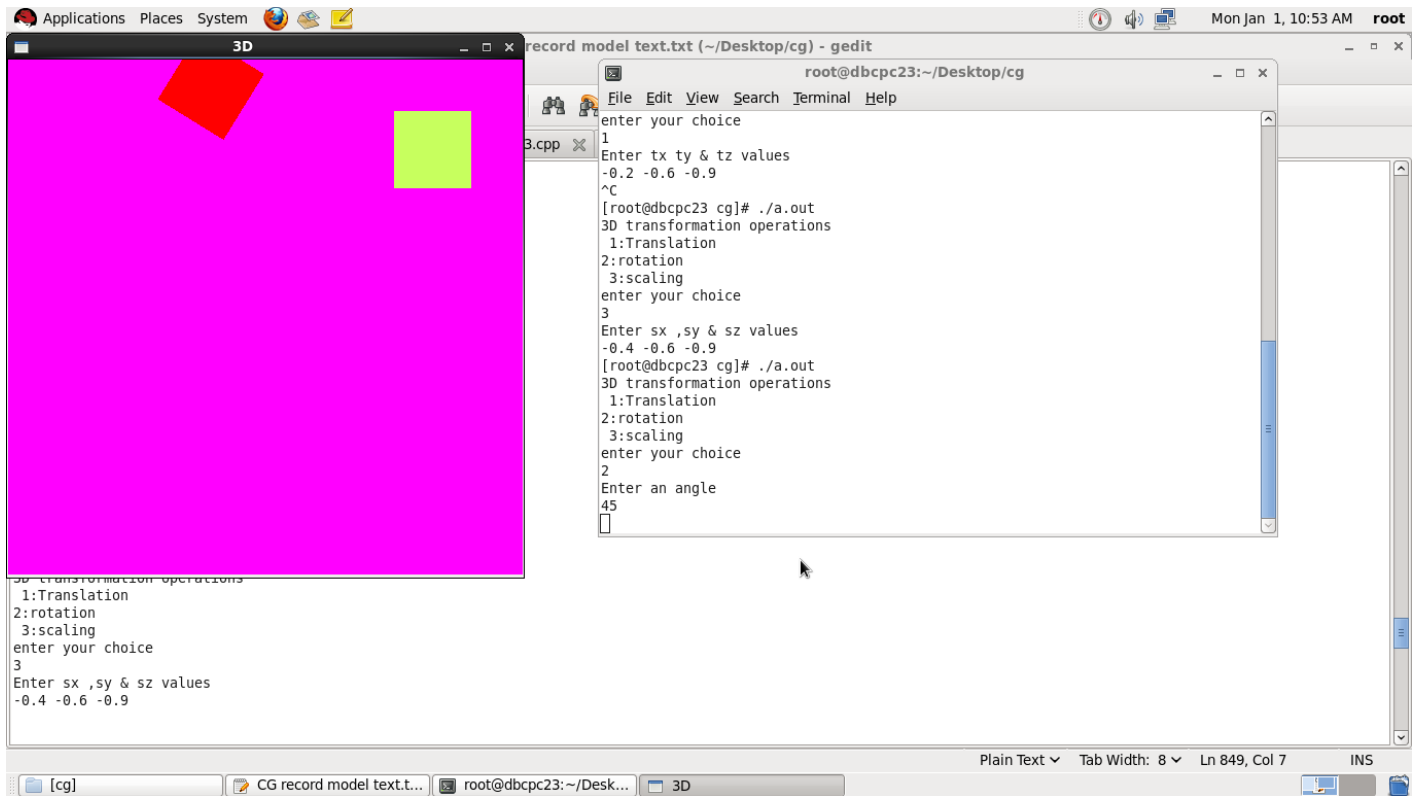 Applications Places System Mon Jan 1, 10:53 AM root
3D
record model text.txt (~/Desktop/cg) - gedit
3.cpp
root@dbcpc23:~/Desktop/cg
File Edit View Search Terminal Help
enter your choice
1
Enter tx ty & tz values
-0.2 -0.6 -0.9
^C
[root@dbcpc23 cg]# ./a.out
3D transformation operations
1:Translation
2:rotation
3:scaling
enter your choice
3
Enter sx ,sy & sz values
-0.4 -0.6 -0.9
[root@dbcpc23 cg]# ./a.out
3D transformation operations
1:Translation
2:rotation
3:scaling
enter your choice
2
Enter an angle
45
3D transformation operations
1:Translation
2:rotation
3:scaling
enter your choice
3
Enter sx ,sy & sz values
-0.4 -0.6 -0.9
Plain Text Tab Width: 8 Ln 849, Col 7 INS
[cg] CG record model text.t... root@dbcpc23:~/Desk... 3D